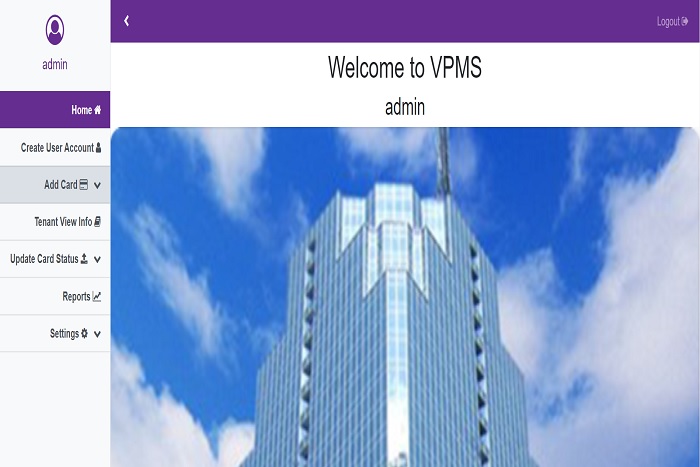 admin
Logout
Welcome to VPMS
admin
Home
Create User Account
Add Card
Tenant View Info
Update Card Status
Reports
Settings